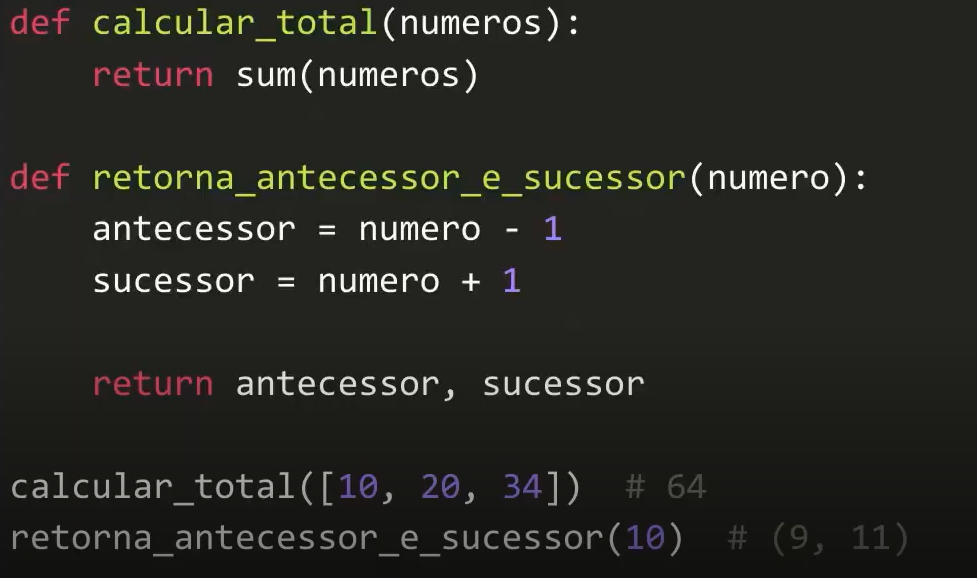 def calcular_total(numeros):
    return sum(numeros)
def retorna_antecessor_e_sucessor(numero):
    antecessor = numero - 1
    sucessor = numero + 1
    return antecessor, sucessor
calcular_total([10, 20, 34])  # 64
retorna_antecessor_e_sucessor(10)  # (9, 11)